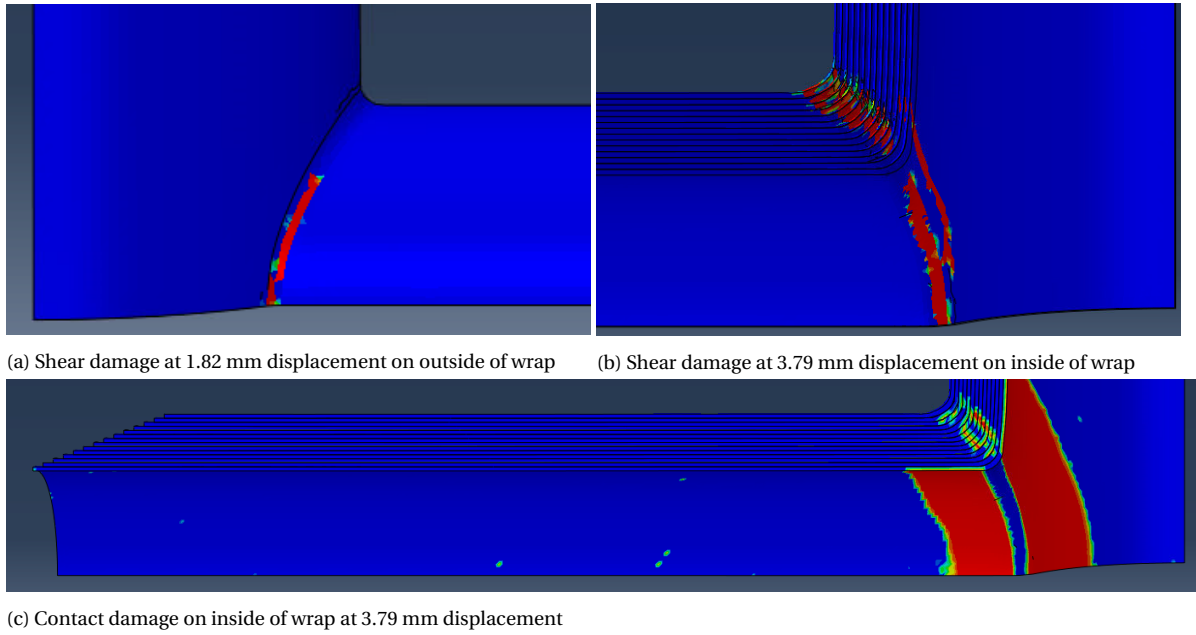 (a) Shear damage at 1.82 mm displacement on outside of wrap
(b) Shear damage at 3.79 mm displacement on inside of wrap
(c) Contact damage on inside of wrap at 3.79 mm displacement